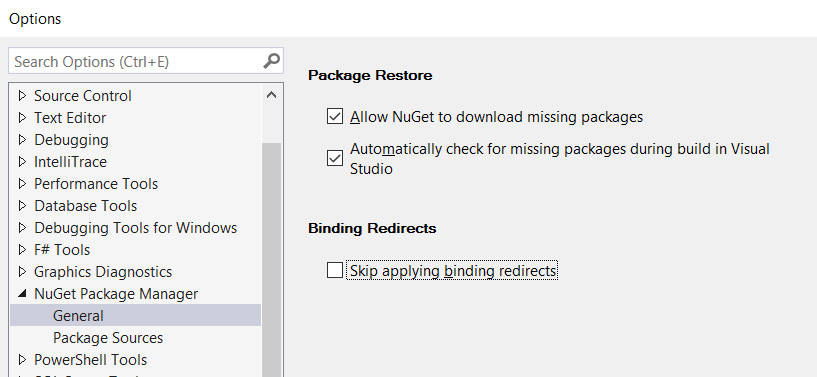 Options
Search Options (Ctrl+E)
Source Control
Text Editor
Debugging
IntelliTrace
Performance Tools
Database Tools
Debugging Tools for Windows
F# Tools
Graphics Diagnostics
NuGet Package Manager
General
Package Sources
PowerShell Tools
Package Restore
Allow NuGet to download missing packages
Automatically check for missing packages during build in Visual
Studio
Binding Redirects
Skip applying binding redirects